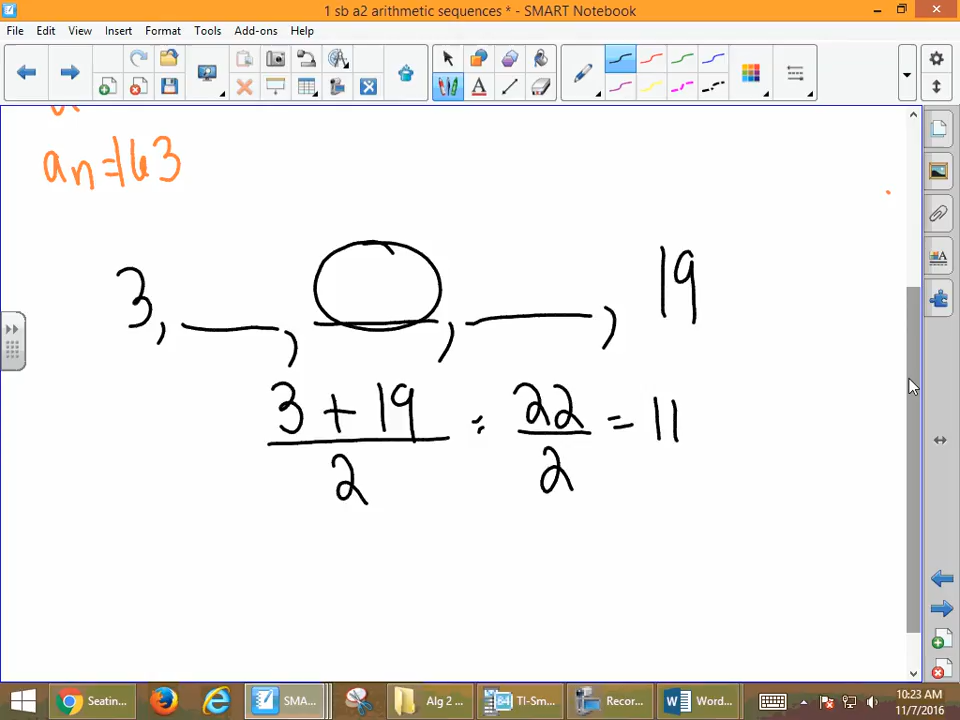 1 sb a2 arithmetic sequences * - SMART Notebook
File Edit View Insert Format Tools Add-ons Help
an=163
3, ___, ___, ___, 19
3 + 19 = 22 = 11
2 2
Seatin... SMA... Alg 2 ... TI-Sm... Recor... Word...
10:23 AM
11/7/2016